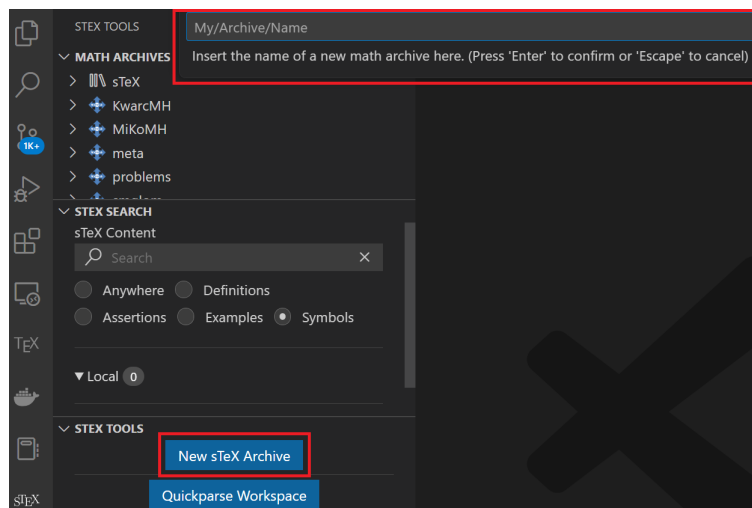 STEX TOOLS
My/Archive/Name
Insert the name of a new math archive here. (Press 'Enter' to confirm or 'Escape' to cancel)
MATH ARCHIVES
sTeX
KwarcMH
MiKoMH
meta
problems
1K+
STEX SEARCH
sTeX Content
Search
Anywhere Definitions
Assertions Examples Symbols
TEX
Local 0
STEX TOOLS
New sTeX Archive
Quickparse Workspace
sTEX